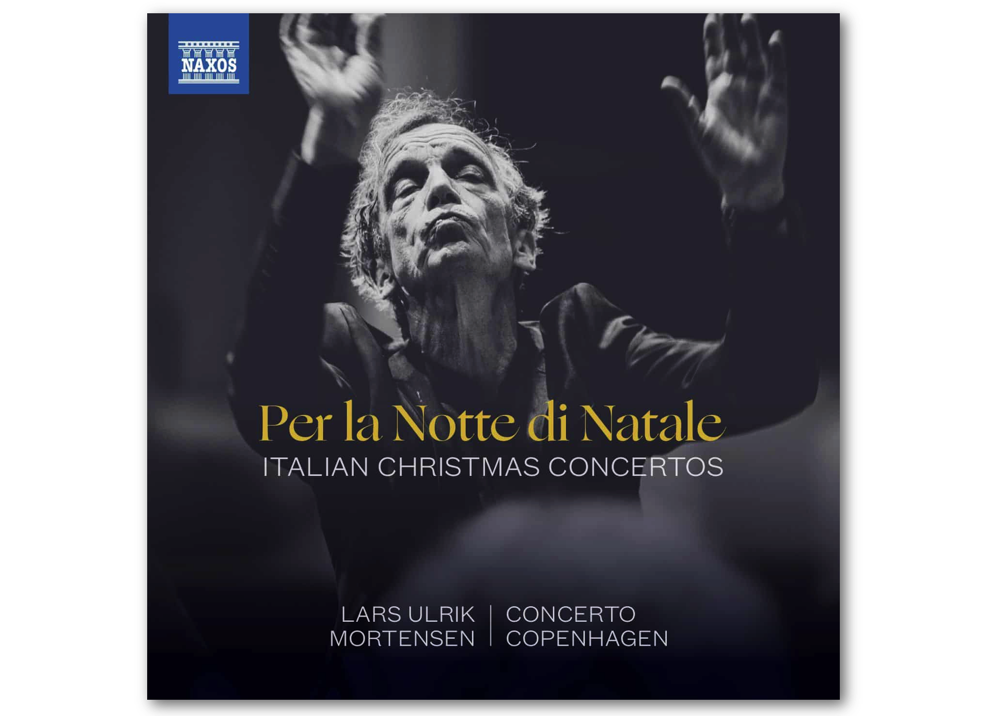 NAXOS
Per la Notte di Natale
ITALIAN CHRISTMAS CONCERTOS
LARS ULRIK
MORTENSEN
CONCERTO
COPENHAGEN